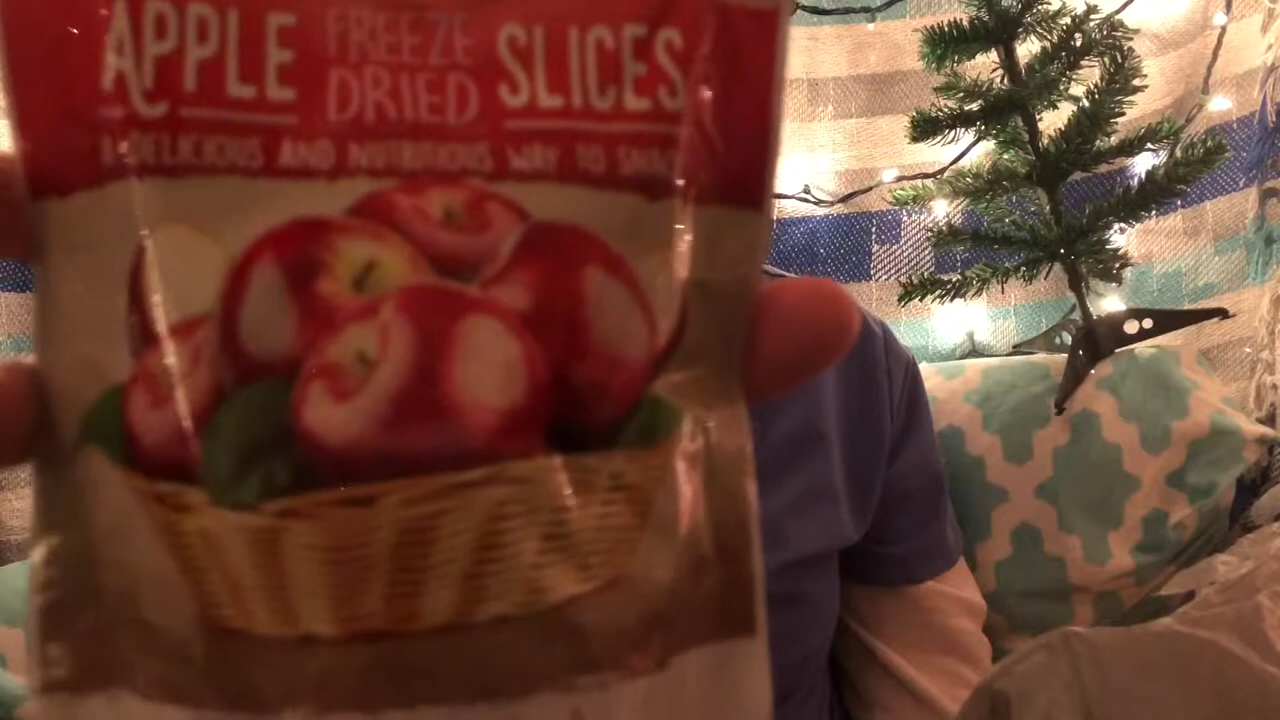 APPLE FREEZE DRIED SLICES
A DELICIOUS AND NUTRITIOUS WAY TO SNACK